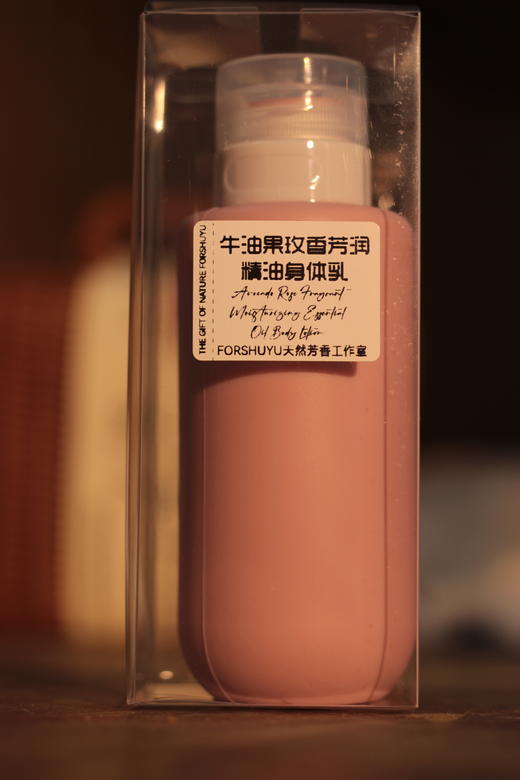 THE GIFT OF NATURE FORSHUYU
牛油果玫香芳润
精油身体乳
Avocado Rose Fragrant
Moisturizing Essential
Oil Body Lotion
FORSHUYU天然芳香工作室